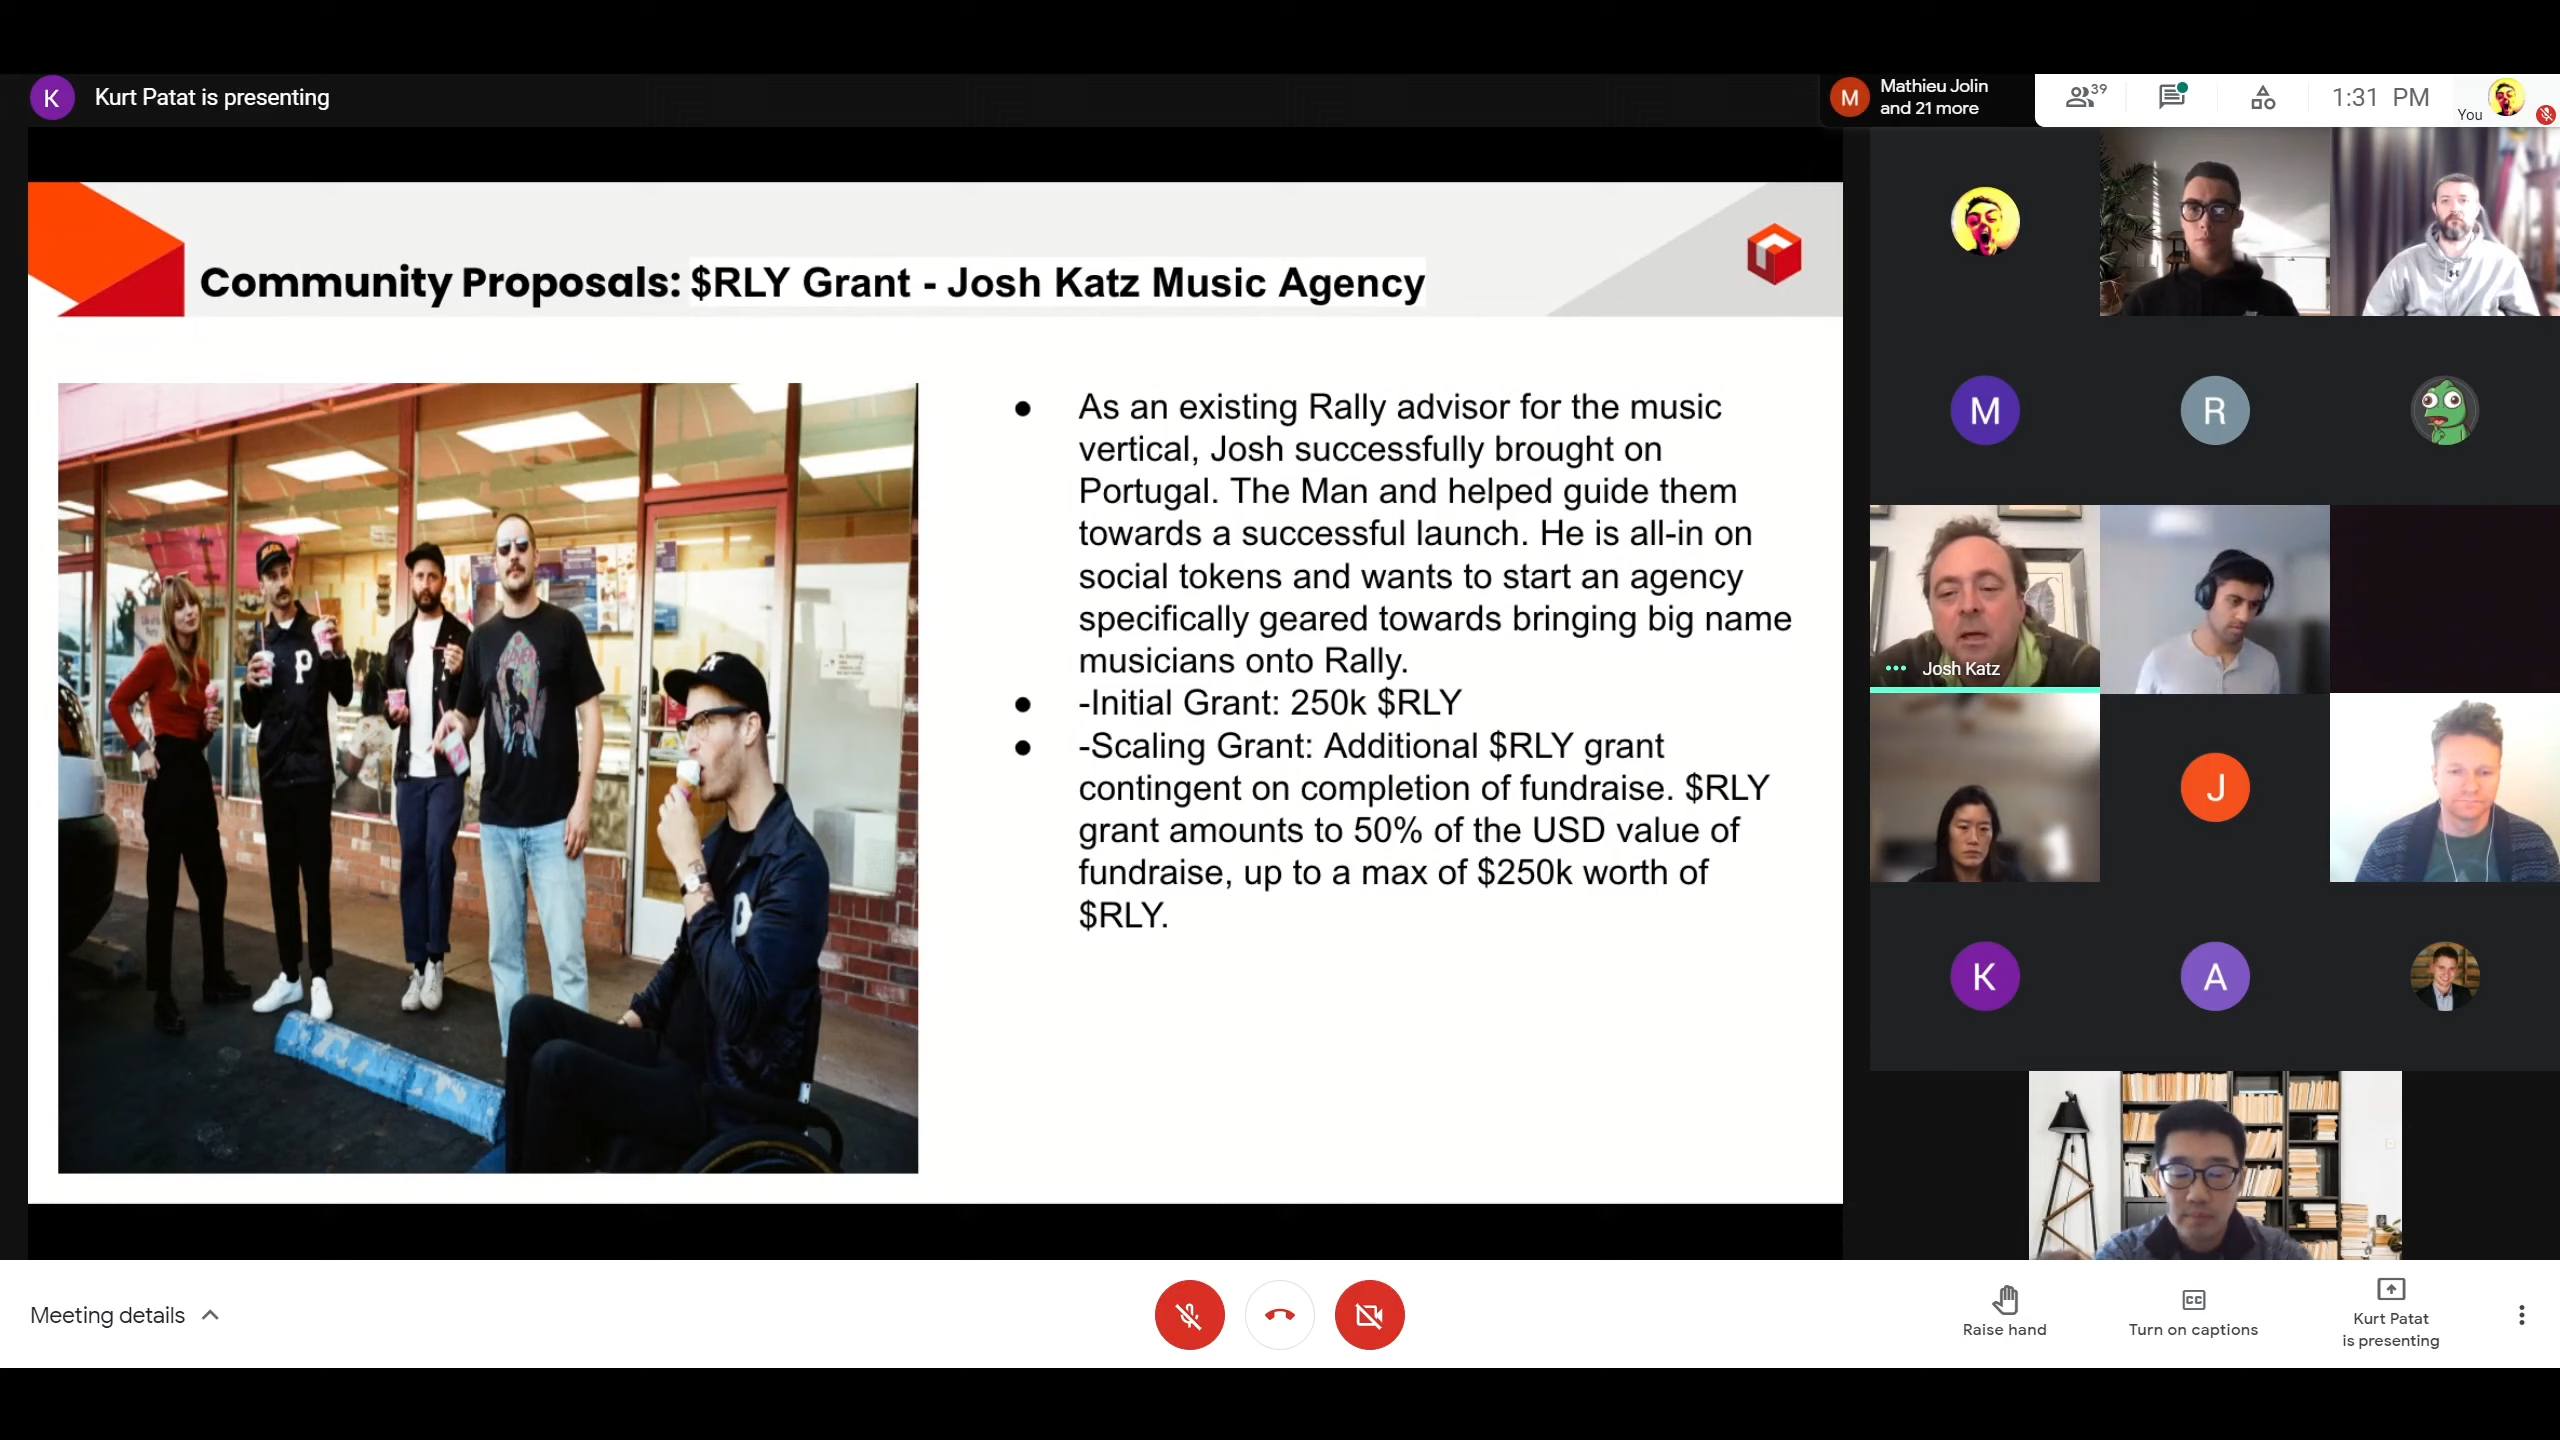 K
Kurt Patat is presenting
M
Mathieu Jolin
and 21 more
39
1:31 PM
You
Community Proposals: $RLY Grant - Josh Katz Music Agency
● As an existing Rally advisor for the music
vertical, Josh successfully brought on
Portugal. The Man and helped guide them
towards a successful launch. He is all-in on
social tokens and wants to start an agency
specifically geared towards bringing big name
musicians onto Rally.
● -Initial Grant: 250k $RLY
● -Scaling Grant: Additional $RLY grant
contingent on completion of fundraise. $RLY
grant amounts to 50% of the USD value of
fundraise, up to a max of $250k worth of
$RLY.
P
M
R
Josh Katz
J
K
A
Meeting details
Raise hand
CC
Turn on captions
Kurt Patat
is presenting